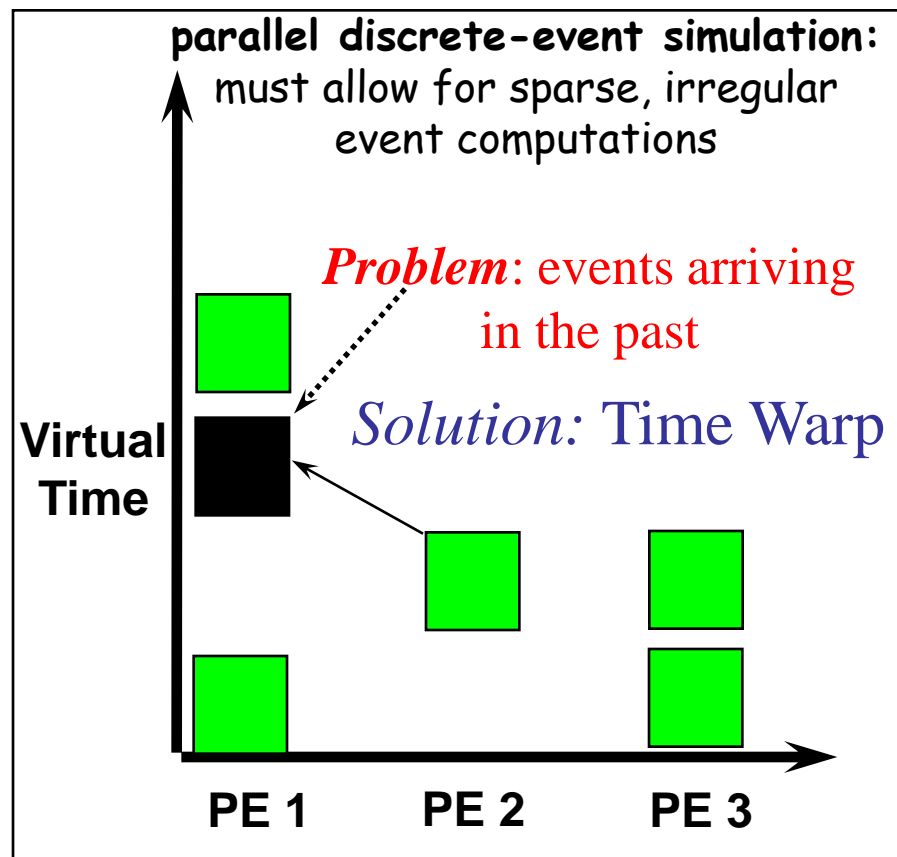 parallel discrete-event simulation:
must allow for sparse, irregular
event computations
Problem: events arriving
in the past
Solution: Time Warp
Virtual
Time
PE 1
PE 2
PE 3